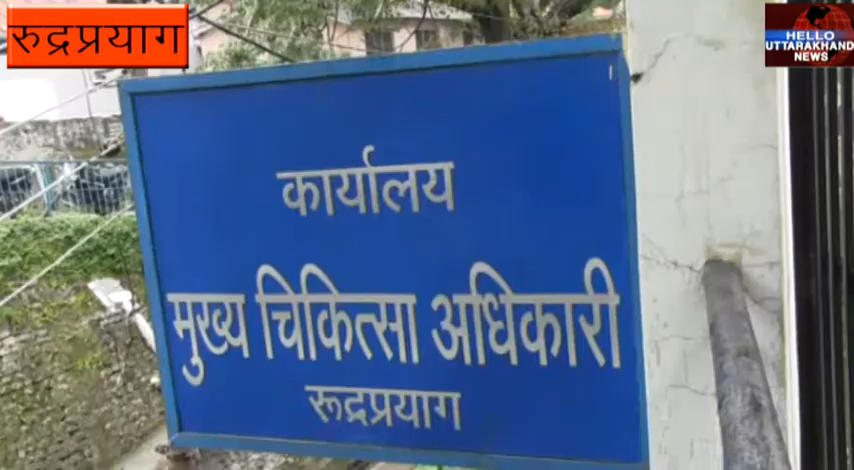 रुद्रप्रयाग
HELLO
UTTARAKHAND
NEWS
कार्यालय
मुख्य चिकित्सा अधिकारी
रूद्रप्रयाग